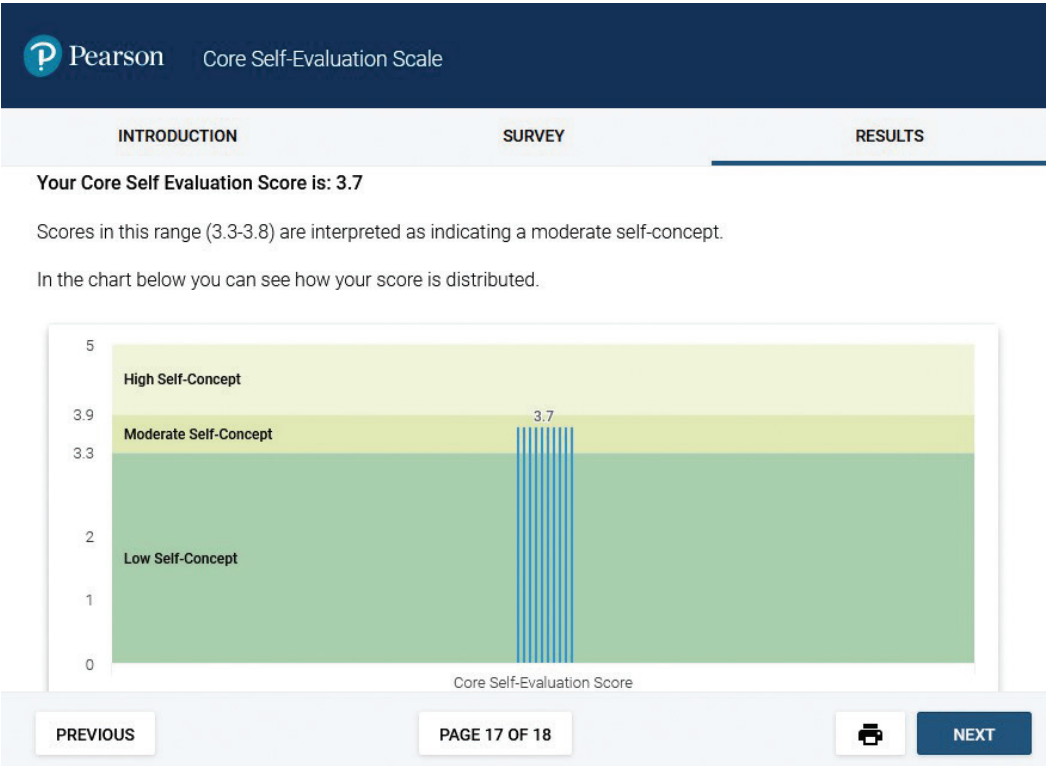 Pearson Core Self-Evaluation Scale
INTRODUCTION SURVEY RESULTS
Your Core Self Evaluation Score is: 3.7
Scores in this range (3.3-3.8) are interpreted as indicating a moderate self-concept.
In the chart below you can see how your score is distributed.
5
High Self-Concept
3.9
3.7
Moderate Self-Concept
3.3
2
Low Self-Concept
1
0
Core Self-Evaluation Score
PREVIOUS PAGE 17 OF 18 NEXT